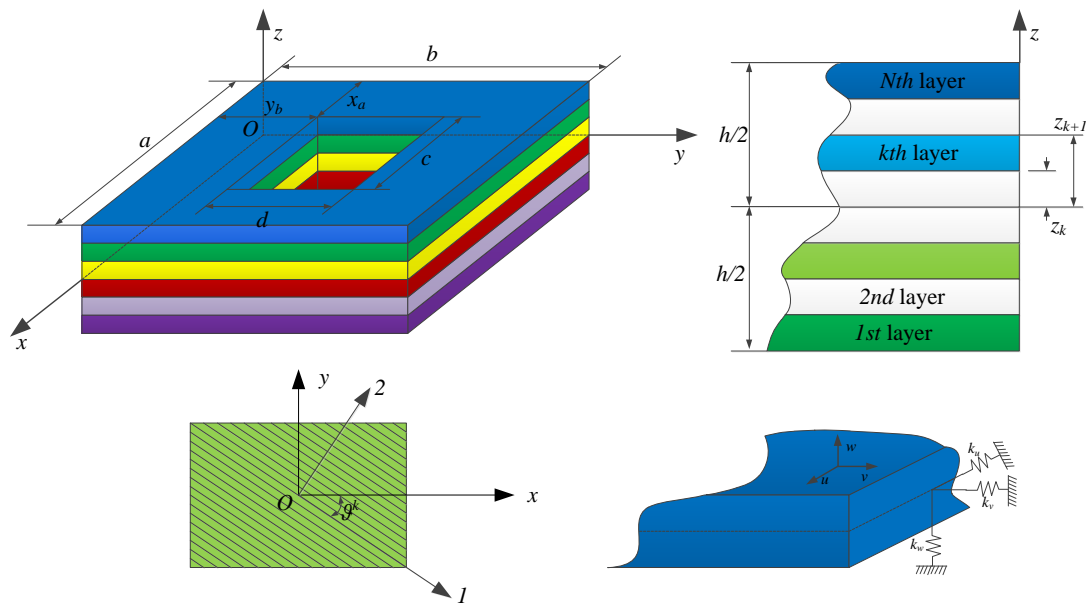 z
b
y_b
x_a
a
O
c
y
d
x
z
Nth layer
h/2
z_{k+1}
kth layer
z_k
h/2
2nd layer
1st layer
y
2
O
x
ϑ^k
1
w
k_u
u
v
k_v
k_w